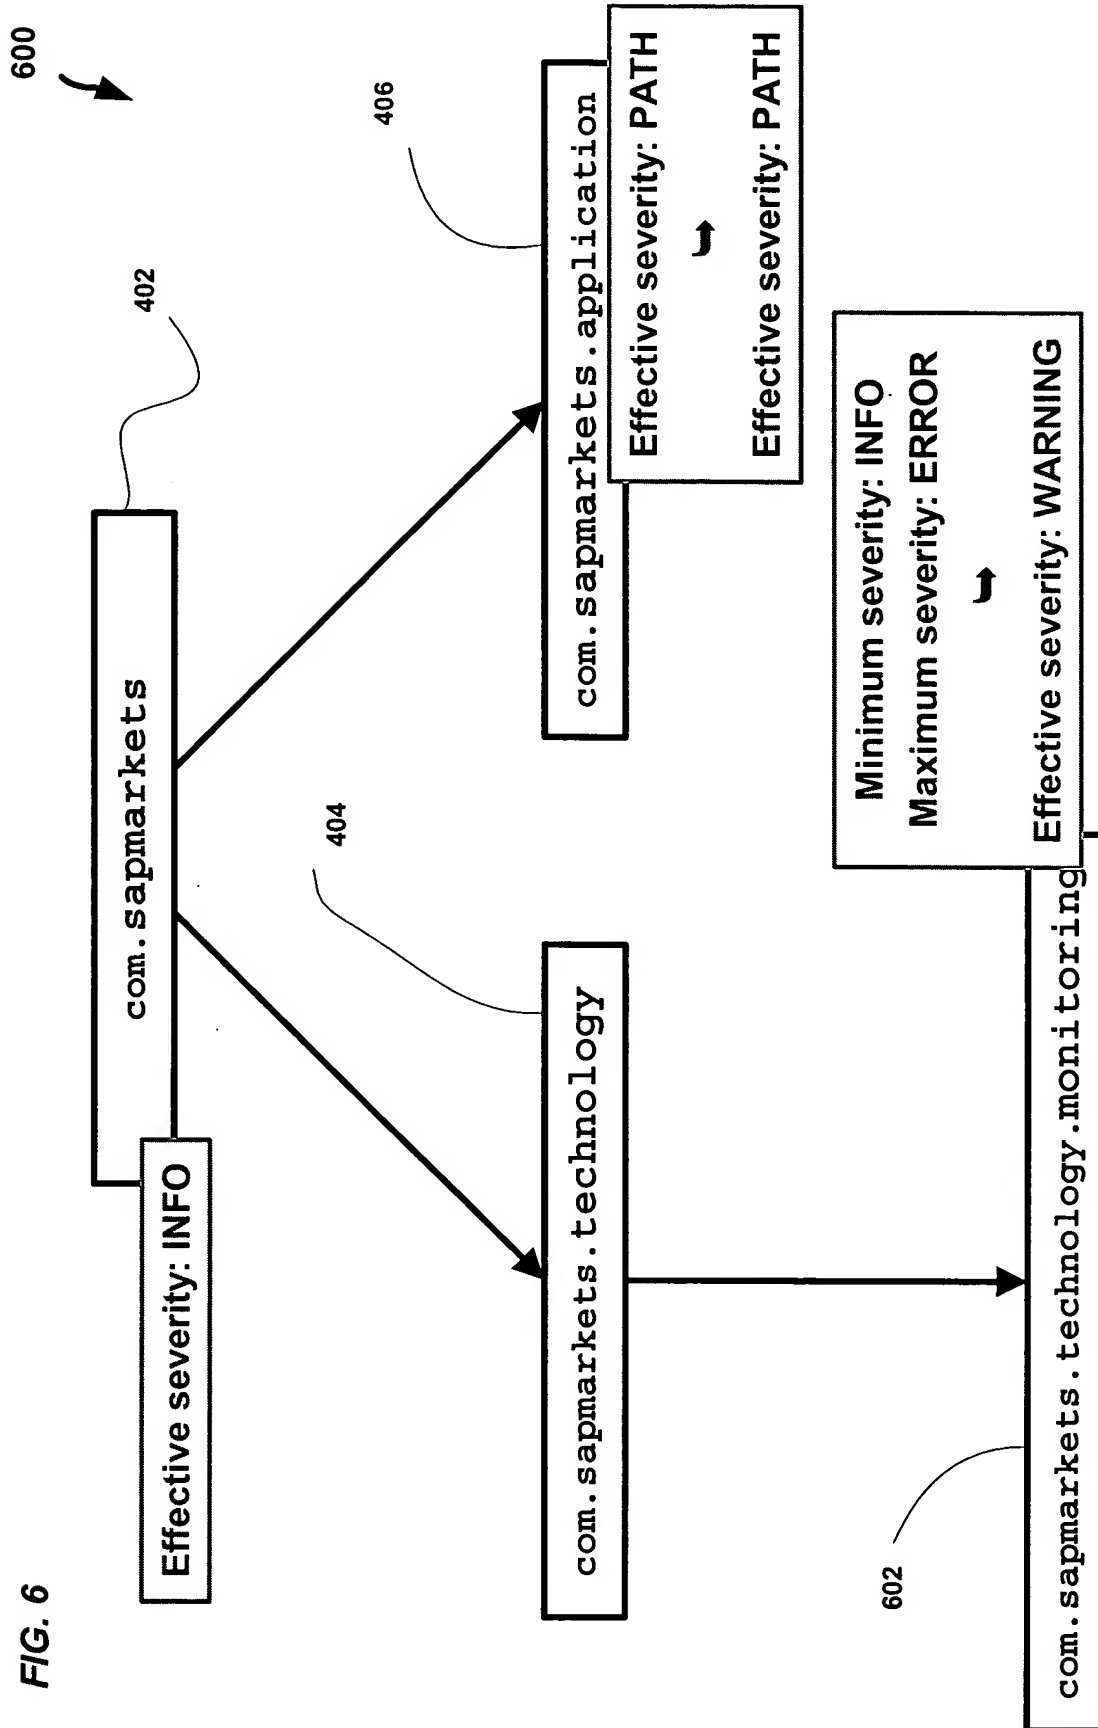 FIG. 6
600
402
com.sapmarkets
Effective severity: INFO
404
406
com.sapmarkets.technology
com.sapmarkets.application
Effective severity: PATH
Effective severity: PATH
602
Minimum severity: INFO
Maximum severity: ERROR
Effective severity: WARNING
com.sapmarkets.technology.monitoring